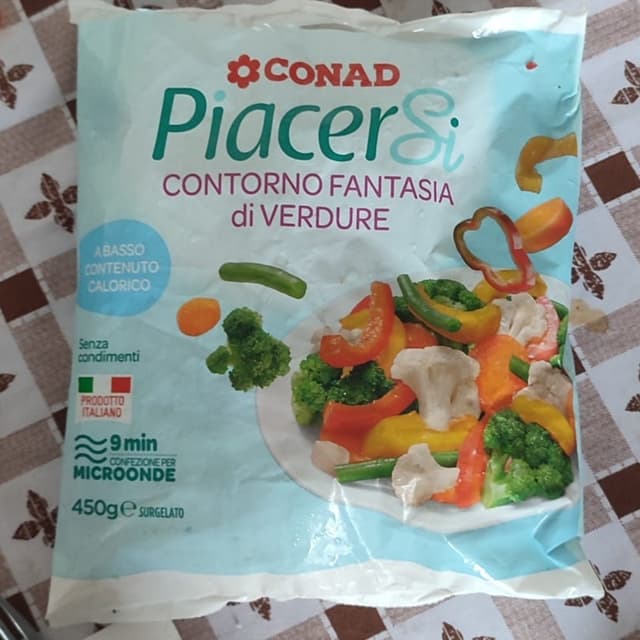 CONAD
PiacerSi
CONTORNO FANTASIA
di VERDURE
A BASSO
CONTENUTO
CALORICO
Senza
condimenti
PRODOTTO
ITALIANO
9 min
CONFEZIONE PER
MICROONDE
450g e SURGELATO